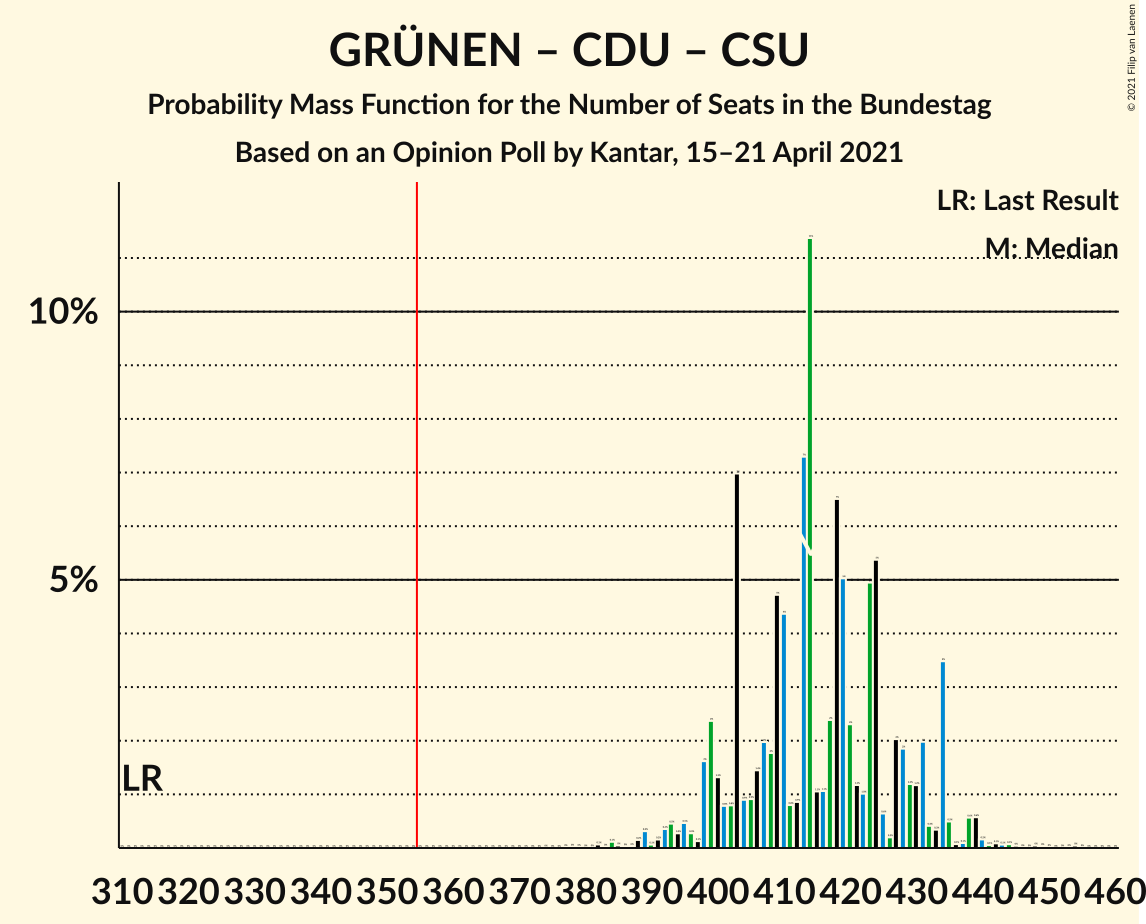 GRÜNEN – CDU – CSU
Probability Mass Function for the Number of Seats in the Bundestag
Based on an Opinion Poll by Kantar, 15–21 April 2021
© 2021 Filip van Laenen
LR: Last Result
M: Median
10%
5%
LR
310 320 330 340 350 360 370 380 390 400 410 420 430 440 450 460